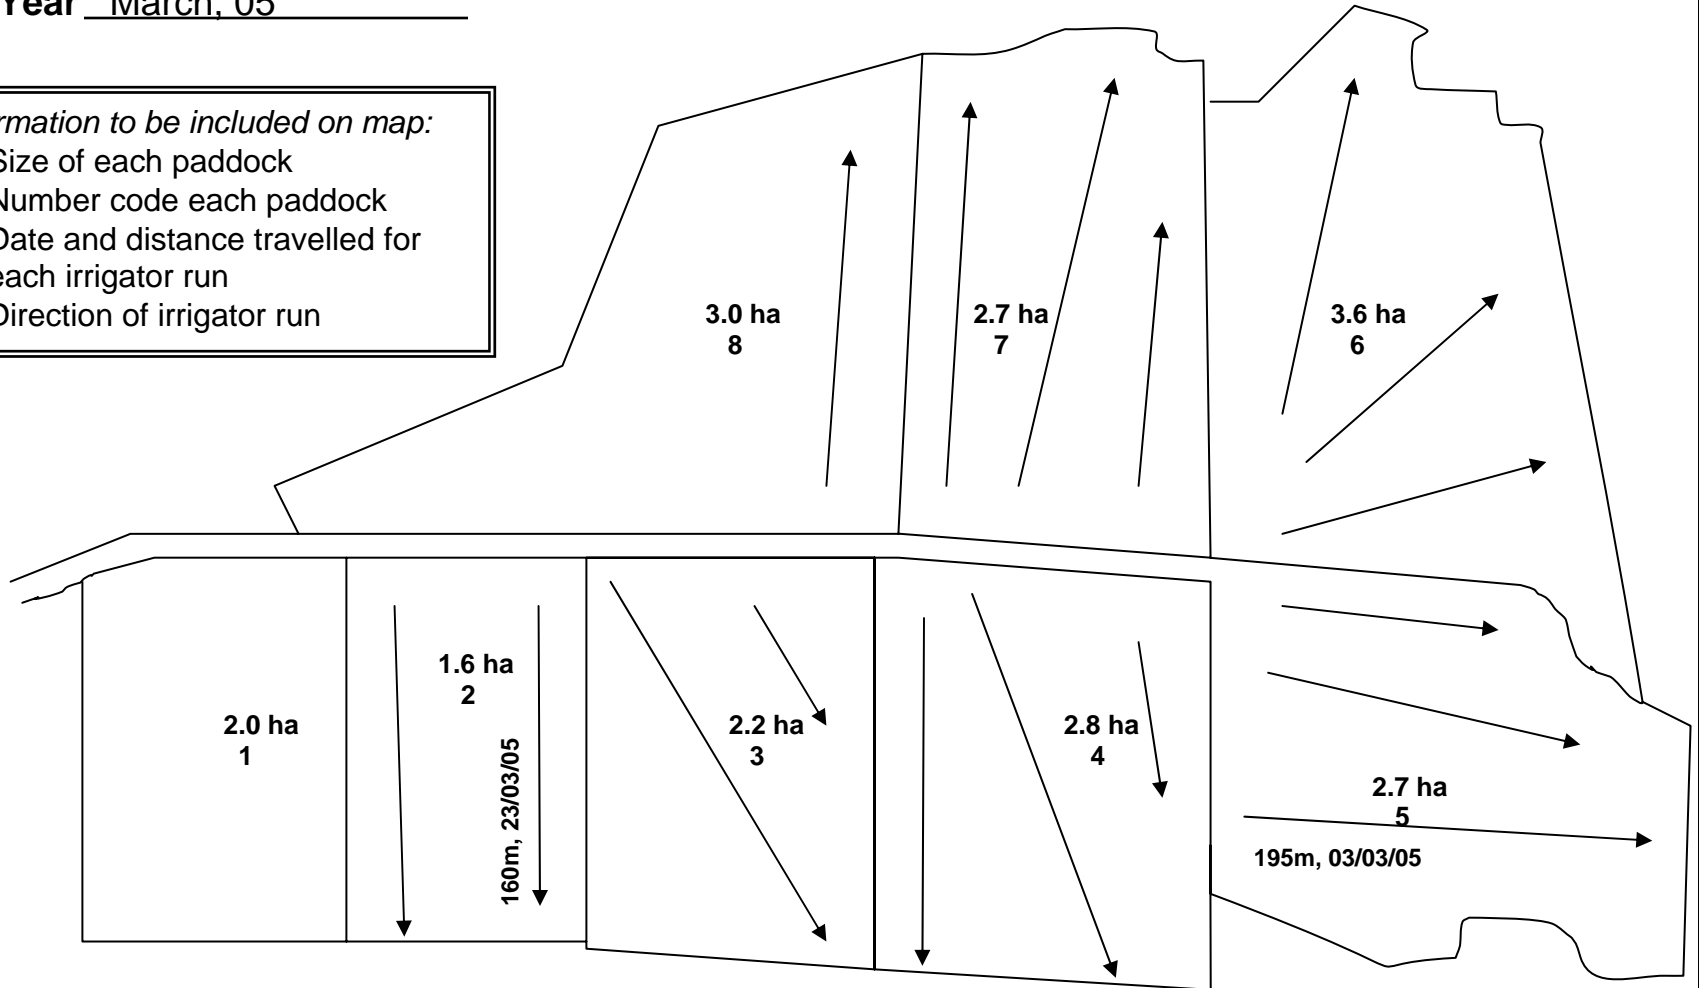 Year March, 05
rmation to be included on map:
Size of each paddock
Number code each paddock
Date and distance travelled for
each irrigator run
Direction of irrigator run
3.0 ha
8
2.7 ha
7
3.6 ha
6
2.0 ha
1
1.6 ha
2
160m, 23/03/05
2.2 ha
3
2.8 ha
4
2.7 ha
5
195m, 03/03/05